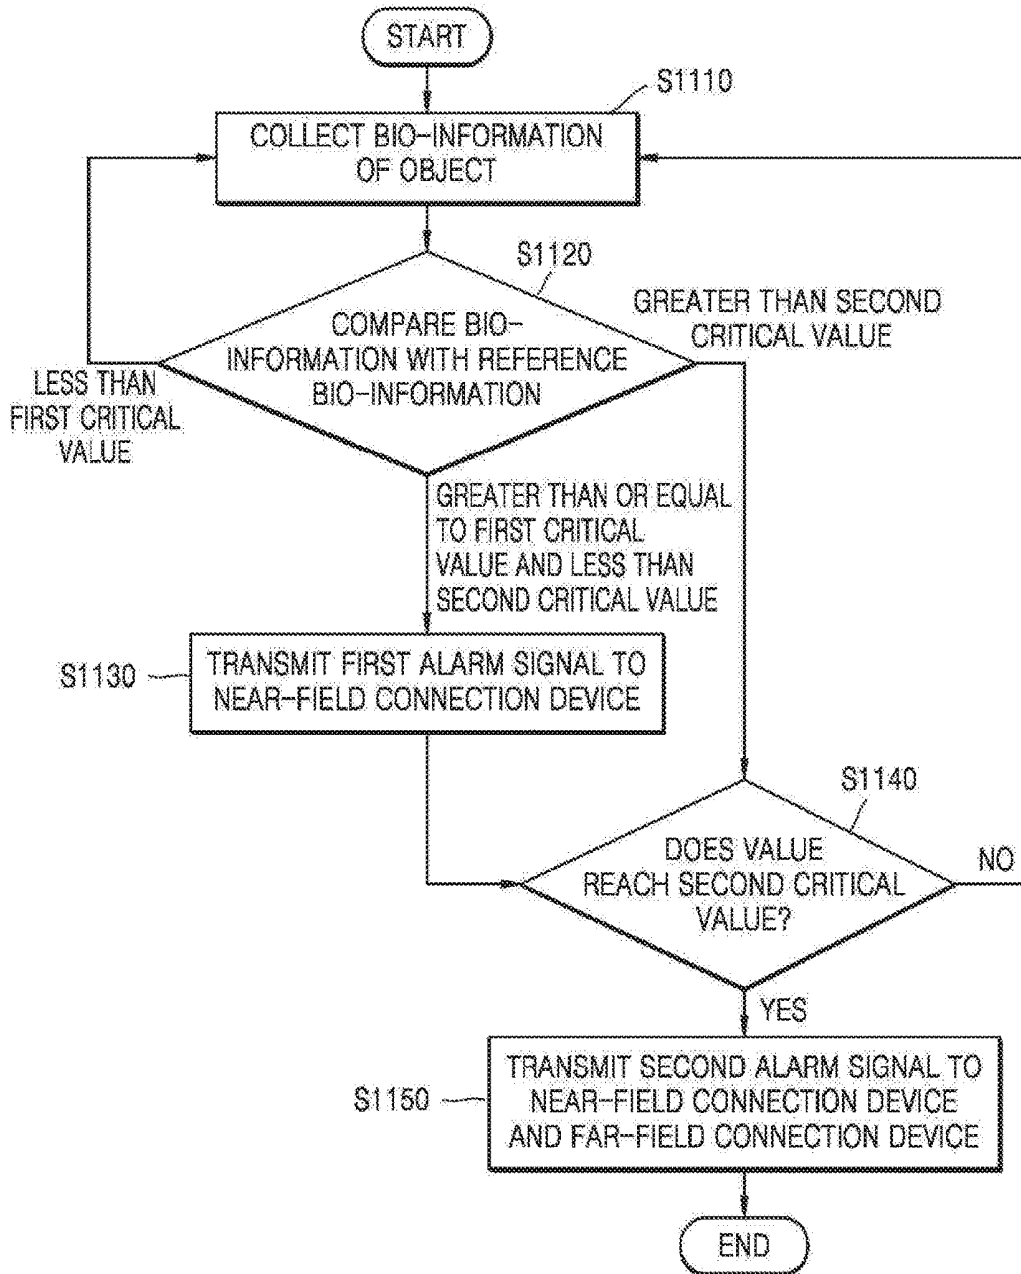 START
S1110
COLLECT BIO-INFORMATION
OF OBJECT
S1120
GREATER THAN SECOND
CRITICAL VALUE
COMPARE BIO-
INFORMATION WITH REFERENCE
BIO-INFORMATION
LESS THAN
FIRST CRITICAL
VALUE
GREATER THAN OR EQUAL
TO FIRST CRITICAL
VALUE AND LESS THAN
SECOND CRITICAL VALUE
S1130
TRANSMIT FIRST ALARM SIGNAL TO
NEAR-FIELD CONNECTION DEVICE
S1140
DOES VALUE
REACH SECOND CRITICAL
VALUE?
NO
YES
S1150
TRANSMIT SECOND ALARM SIGNAL TO
NEAR-FIELD CONNECTION DEVICE
AND FAR-FIELD CONNECTION DEVICE
END